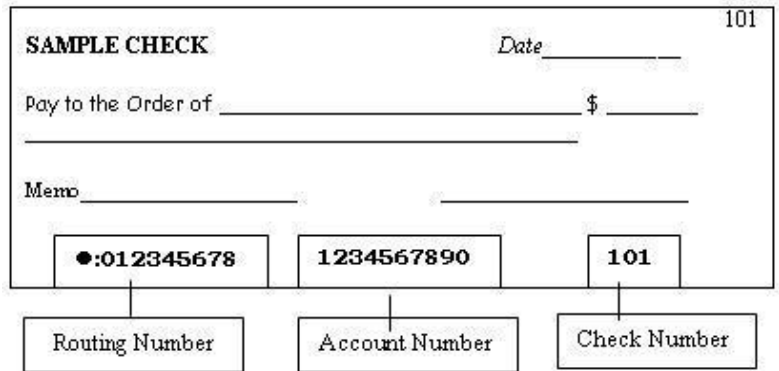 101
SAMPLE CHECK Date
Pay to the Order of $
Memo
●:012345678 1234567890 101
Routing Number Account Number Check Number